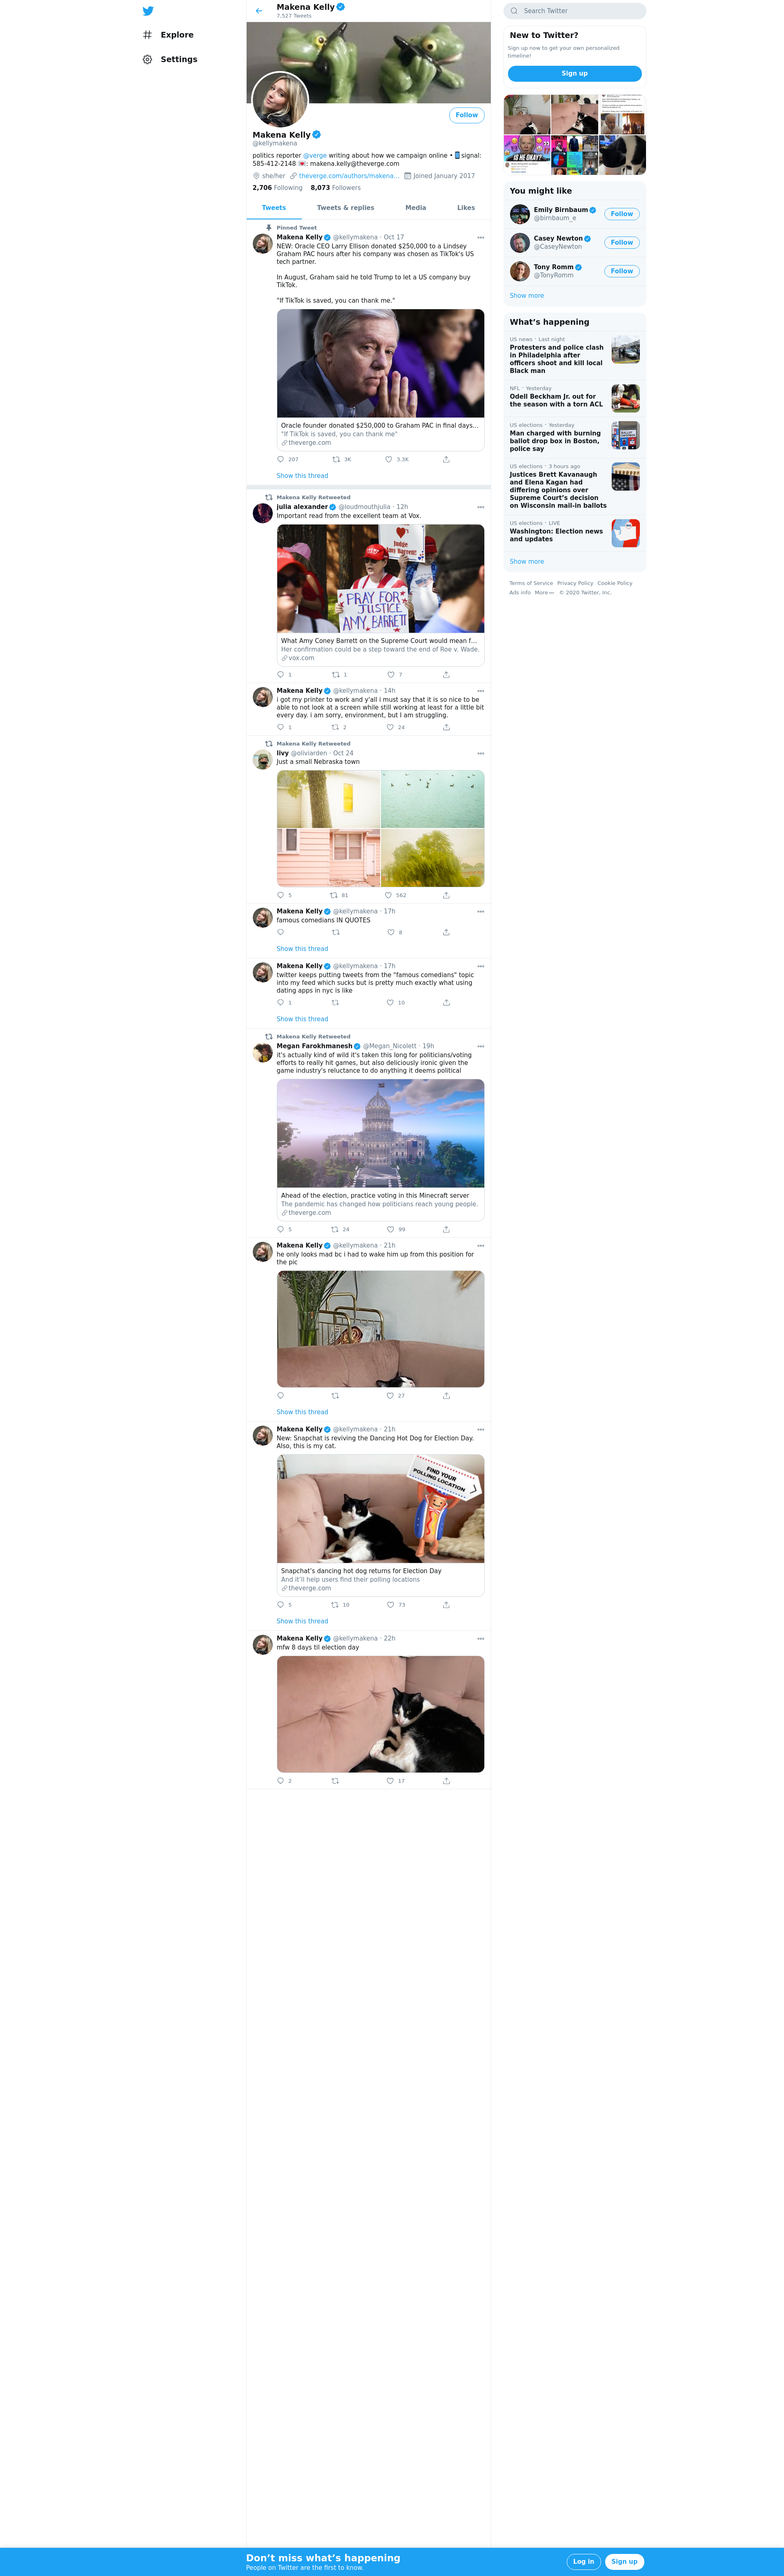 Explore
Settings
Makena Kelly
7,527 Tweets
Follow
Makena Kelly
@kellymakena
politics reporter @verge writing about how we campaign online • signal:
585-412-2148 : makena.kelly@theverge.com
she/her theverge.com/authors/makena… Joined January 2017
2,706 Following 8,073 Followers
Tweets Tweets & replies Media Likes
Pinned Tweet
Makena Kelly @kellymakena · Oct 17
NEW: Oracle CEO Larry Ellison donated $250,000 to a Lindsey
Graham PAC hours after his company was chosen as TikTok's US
tech partner.
In August, Graham said he told Trump to let a US company buy
TikTok.
"If TikTok is saved, you can thank me."
Oracle founder donated $250,000 to Graham PAC in final days…
"If TikTok is saved, you can thank me"
theverge.com
207 3K 3.3K
Show this thread
Makena Kelly Retweeted
julia alexander @loudmouthjulia · 12h
Important read from the excellent team at Vox.
Judge
Amy Barrett!
PRAY FOR
JUSTICE
AMY BARRETT
What Amy Coney Barrett on the Supreme Court would mean f…
Her confirmation could be a step toward the end of Roe v. Wade.
vox.com
1 1 7
Makena Kelly @kellymakena · 14h
i got my printer to work and y'all i must say that it is so nice to be
able to not look at a screen while still working at least for a little bit
every day. i am sorry, environment, but I am struggling.
1 2 24
Makena Kelly Retweeted
livy @oliviarden · Oct 24
Just a small Nebraska town
5 81 562
Makena Kelly @kellymakena · 17h
famous comedians IN QUOTES
8
Show this thread
Makena Kelly @kellymakena · 17h
twitter keeps putting tweets from the "famous comedians" topic
into my feed which sucks but is pretty much exactly what using
dating apps in nyc is like
1 10
Show this thread
Makena Kelly Retweeted
Megan Farokhmanesh @Megan_Nicolett · 19h
it's actually kind of wild it's taken this long for politicians/voting
efforts to really hit games, but also deliciously ironic given the
game industry's reluctance to do anything it deems political
Ahead of the election, practice voting in this Minecraft server
The pandemic has changed how politicians reach young people.
theverge.com
5 24 99
Makena Kelly @kellymakena · 21h
he only looks mad bc i had to wake him up from this position for
the pic
27
Show this thread
Makena Kelly @kellymakena · 21h
New: Snapchat is reviving the Dancing Hot Dog for Election Day.
Also, this is my cat.
FIND YOUR
POLLING LOCATION
Snapchat's dancing hot dog returns for Election Day
And it'll help users find their polling locations
theverge.com
5 10 73
Show this thread
Makena Kelly @kellymakena · 22h
mfw 8 days til election day
2 17
Search Twitter
New to Twitter?
Sign up now to get your own personalized
timeline!
Sign up
IS HE OKAY?
You might like
Emily Birnbaum
@birnbaum_e
Follow
Casey Newton
@CaseyNewton
Follow
Tony Romm
@TonyRomm
Follow
Show more
What's happening
US news · Last night
Protesters and police clash
in Philadelphia after
officers shoot and kill local
Black man
NFL · Yesterday
Odell Beckham Jr. out for
the season with a torn ACL
US elections · Yesterday
Man charged with burning
ballot drop box in Boston,
police say
US elections · 3 hours ago
Justices Brett Kavanaugh
and Elena Kagan had
differing opinions over
Supreme Court's decision
on Wisconsin mail-in ballots
US elections · LIVE
Washington: Election news
and updates
Show more
Terms of Service Privacy Policy Cookie Policy
Ads info More © 2020 Twitter, Inc.
Don't miss what's happening
People on Twitter are the first to know.
Log in Sign up